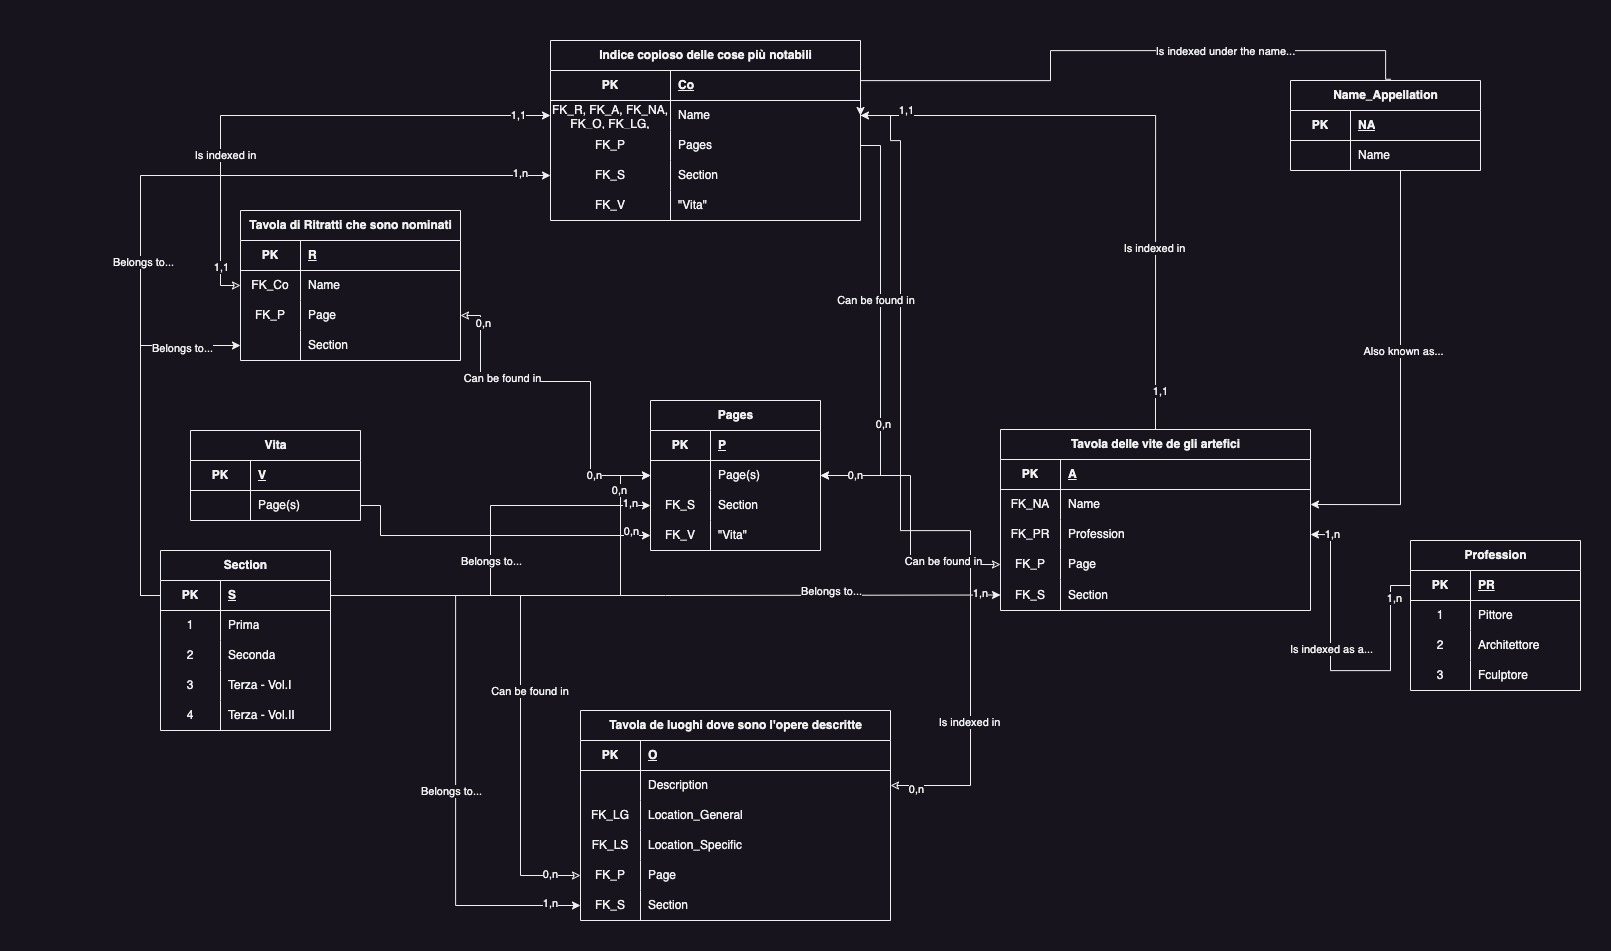 Indice copioso delle cose più notabili
PK Co
FK_R, FK_A, FK_NA,
FK_O, FK_LG,
Name
FK_P Pages
FK_S Section
FK_V "Vita"
Is indexed under the name...
Name_Appellation
PK NA
Name
1,1
1,1
Is indexed in
1,n
Tavola di Ritratti che sono nominati
PK R
FK_Co Name
FK_P Page
Section
Belongs to...
1,1
Belongs to...
0,n
Can be found in
Can be found in
Is indexed in
Also known as...
1,1
0,n
Pages
PK P
Page(s)
FK_S Section
FK_V "Vita"
0,n
0,n
1,n
0,n
0,n
Vita
PK V
Page(s)
Tavola delle vite de gli artefici
PK A
FK_NA Name
FK_PR Profession
FK_P Page
FK_S Section
1,n
Belongs to...
Can be found in
Belongs to...
1,n
Section
PK S
1 Prima
2 Seconda
3 Terza - Vol.I
4 Terza - Vol.II
Profession
PK PR
1 Pittore
2 Architettore
3 Fculptore
1,n
Is indexed as a...
Can be found in
Is indexed in
Tavola de luoghi dove sono l'opere descritte
PK O
Description
FK_LG Location_General
FK_LS Location_Specific
FK_P Page
FK_S Section
0,n
Belongs to...
0,n
1,n